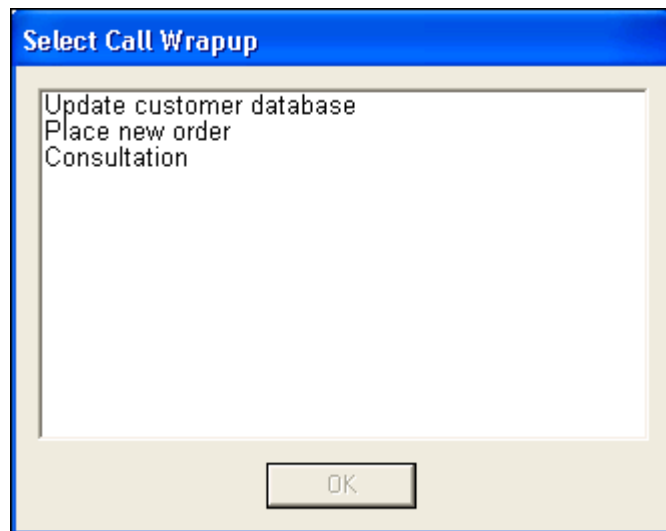 Select Call Wrapup
Update customer database
Place new order
Consultation
OK